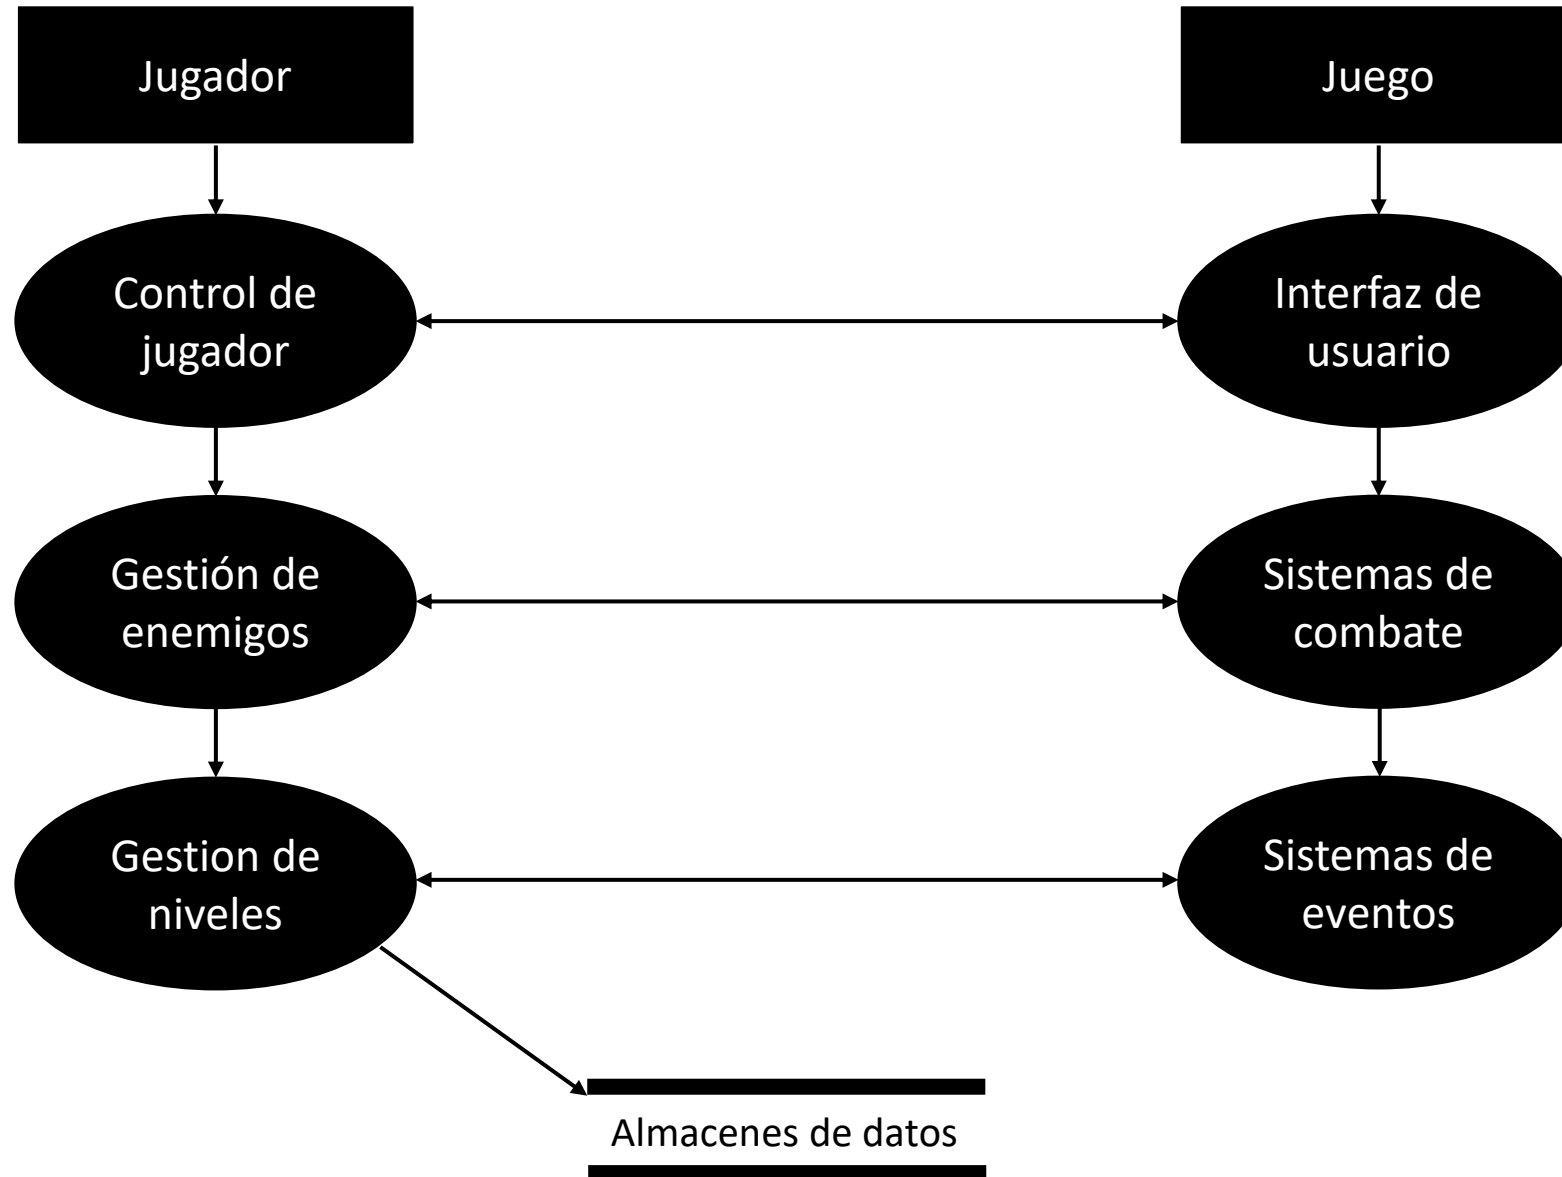 Jugador
Juego
Control de
jugador
Interfaz de
usuario
Gestión de
enemigos
Sistemas de
combate
Gestion de
niveles
Sistemas de
eventos
Almacenes de datos